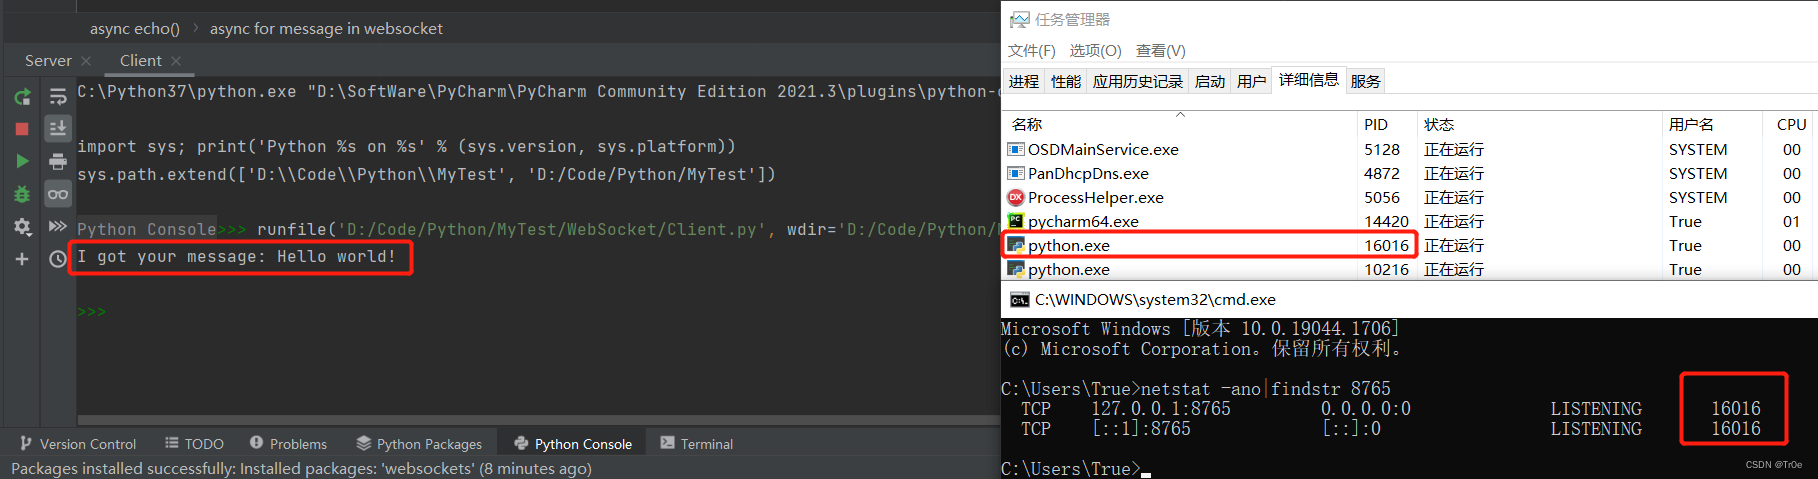 async echo() › async for message in websocket
Server × Client ×
C:\Python37\python.exe "D:\SoftWare\PyCharm\PyCharm Community Edition 2021.3\plugins\python-
import sys; print('Python %s on %s' % (sys.version, sys.platform))
sys.path.extend(['D:\\Code\\Python\\MyTest', 'D:/Code/Python/MyTest'])
Python Console>>> runfile('D:/Code/Python/MyTest/WebSocket/Client.py', wdir='D:/Code/Python/
I got your message: Hello world!
>>>
Version Control TODO Problems Python Packages Python Console Terminal
Packages installed successfully: Installed packages: 'websockets' (8 minutes ago)
任务管理器
文件(F) 选项(O) 查看(V)
进程 性能 应用历史记录 启动 用户 详细信息 服务
名称 PID 状态 用户名 CPU
OSDMainService.exe 5128 正在运行 SYSTEM 00
PanDhcpDns.exe 4872 正在运行 SYSTEM 00
DX ProcessHelper.exe 5056 正在运行 SYSTEM 00
PC pycharm64.exe 14420 正在运行 True 01
python.exe 16016 正在运行 True 00
python.exe 10216 正在运行 True 00
C:\WINDOWS\system32\cmd.exe
Microsoft Windows [版本 10.0.19044.1706]
(c) Microsoft Corporation。保留所有权利。
C:\Users\True>netstat -ano|findstr 8765
TCP 127.0.0.1:8765 0.0.0.0:0 LISTENING 16016
TCP [::1]:8765 [::]:0 LISTENING 16016
C:\Users\True>
CSDN @Tr0e